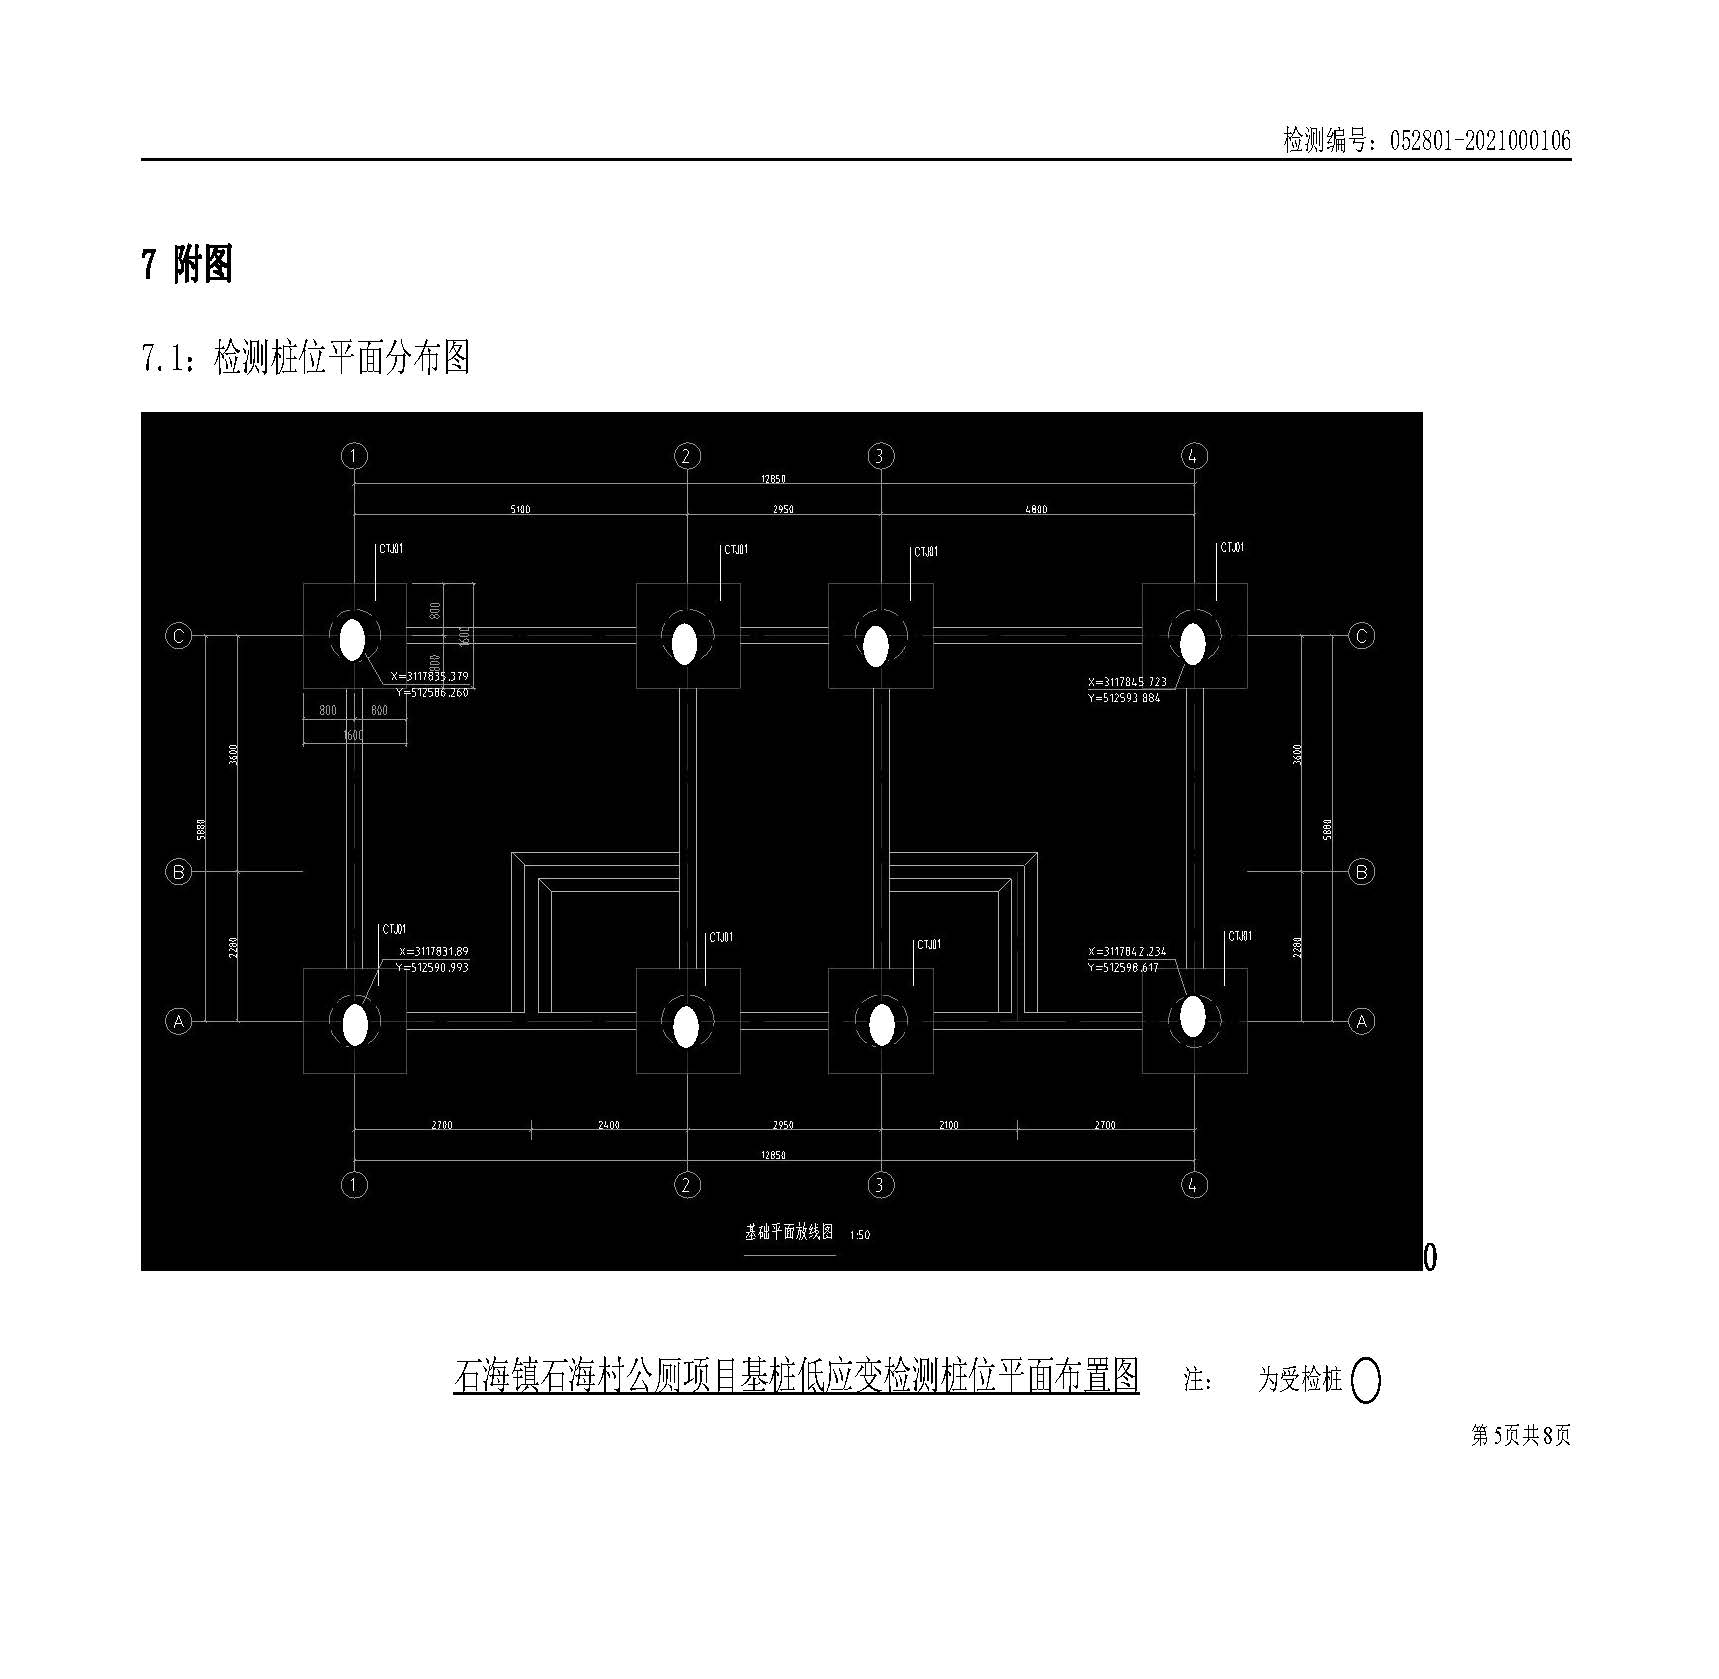 检测编号：052801-2021000106
7 附图
7.1：检测桩位平面分布图
1 2 3 4
12850
5100 2950 4800
CTJ01 CTJ01 CTJ01 CTJ01
800
1600
800
C C
X=3117835.379
Y=512586.260
X=3117845.723
Y=512593.884
800 800
1600
3600 3600
5880 5880
B B
2280 2280
CTJ01 CTJ01 CTJ01 CTJ01
X=3117831.89
Y=512590.993
X=3117842.234
Y=512598.617
A A
2700 2400 2950 2100 2700
12850
1 2 3 4
基础平面放线图 1:50
0
石海镇石海村公厕项目基桩低应变检测桩位平面布置图 注： 为受检桩
第5页共8页